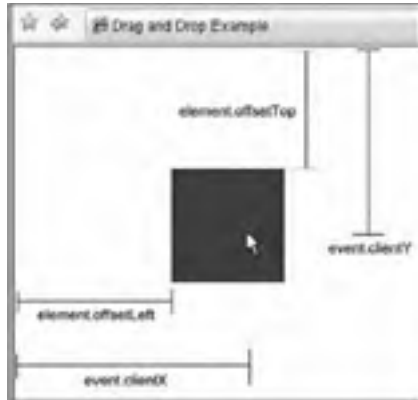 Drag and Drop Example
element.offsetTop
event.clientY
element.offsetLeft
event.clientX